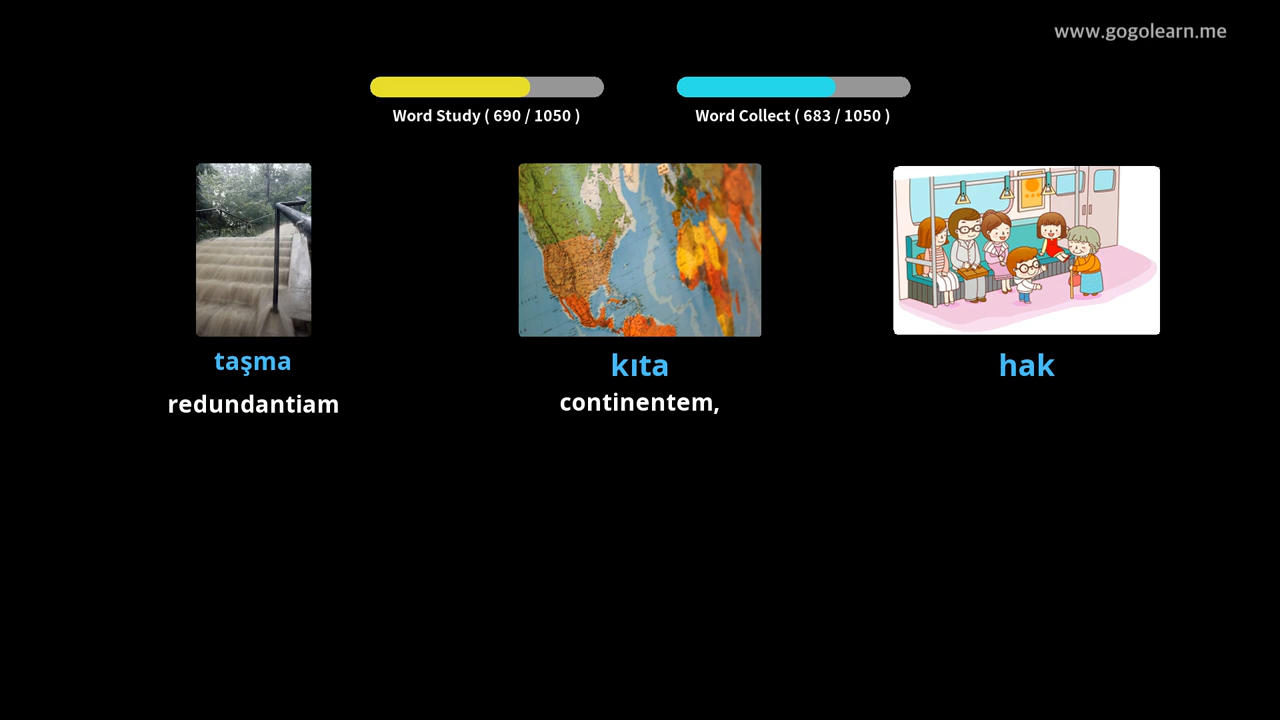 www.gogolearn.me
Word Study ( 690 / 1050 )
Word Collect ( 683 / 1050 )
taşma
redundantiam
kıta
continentem,
hak